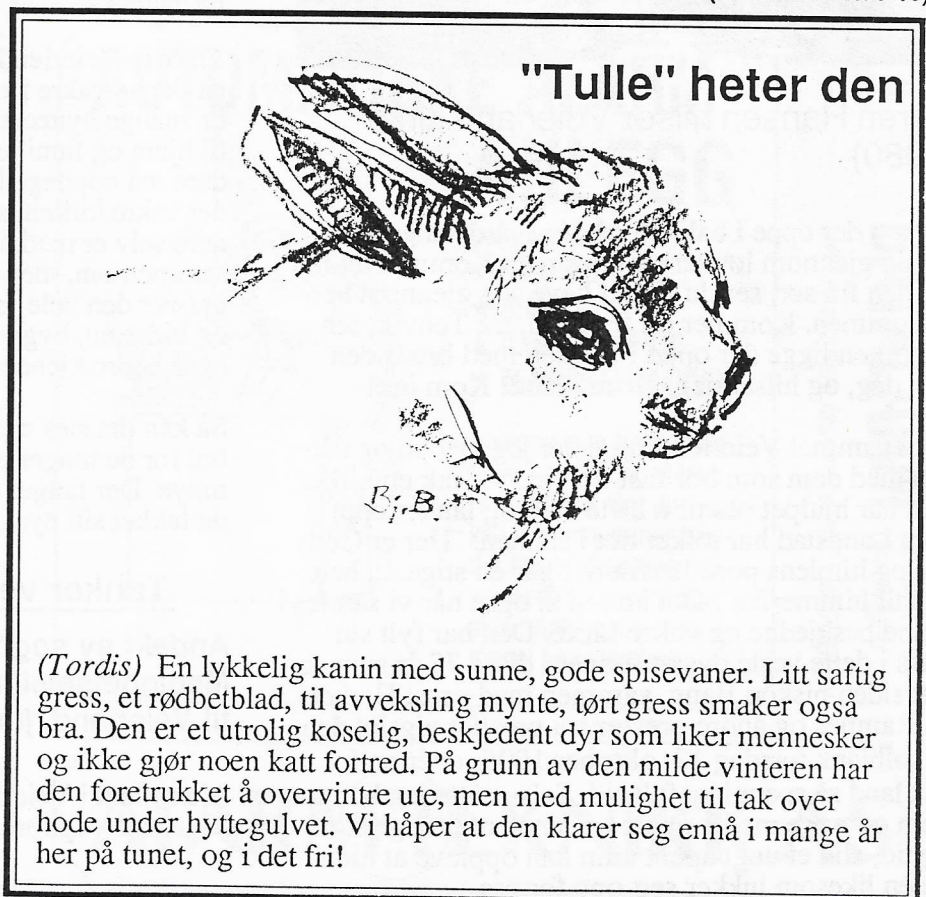 "Tulle" heter den
B,B.
(Tordis) En lykkelig kanin med sunne, gode spisevaner. Litt saftig
gress, et rødbetblad, til avveksling mynte, tørt gress smaker også
bra. Den er et utrolig koselig, beskjedent dyr som liker mennesker
og ikke gjør noen katt fortred. På grunn av den milde vinteren har
den foretrukket å overvintre ute, men med mulighet til tak over
hode under hyttegulvet. Vi håper at den klarer seg ennå i mange år
her på tunet, og i det fri!